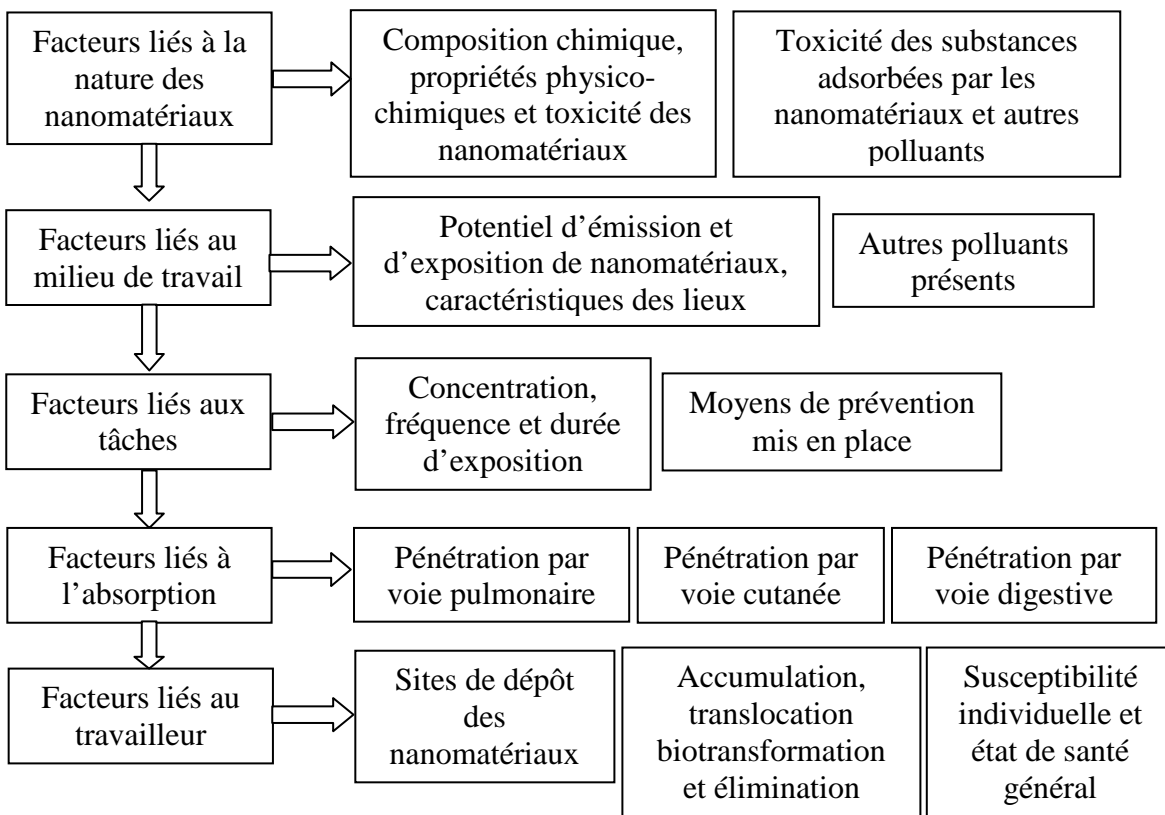 Facteurs liés à la
nature des
nanomatériaux
Composition chimique,
propriétés physico-
chimiques et toxicité des
nanomatériaux
Toxicité des substances
adsorbées par les
nanomatériaux et autres
polluants
Facteurs liés au
milieu de travail
Potentiel d’émission et
d’exposition de nanomatériaux,
caractéristiques des lieux
Autres polluants
présents
Facteurs liés aux
tâches
Concentration,
fréquence et durée
d’exposition
Moyens de prévention
mis en place
Facteurs liés à
l’absorption
Pénétration par
voie pulmonaire
Pénétration par
voie cutanée
Pénétration par
voie digestive
Facteurs liés au
travailleur
Sites de dépôt
des
nanomatériaux
Accumulation,
translocation
biotransformation
et élimination
Susceptibilité
individuelle et
état de santé
général